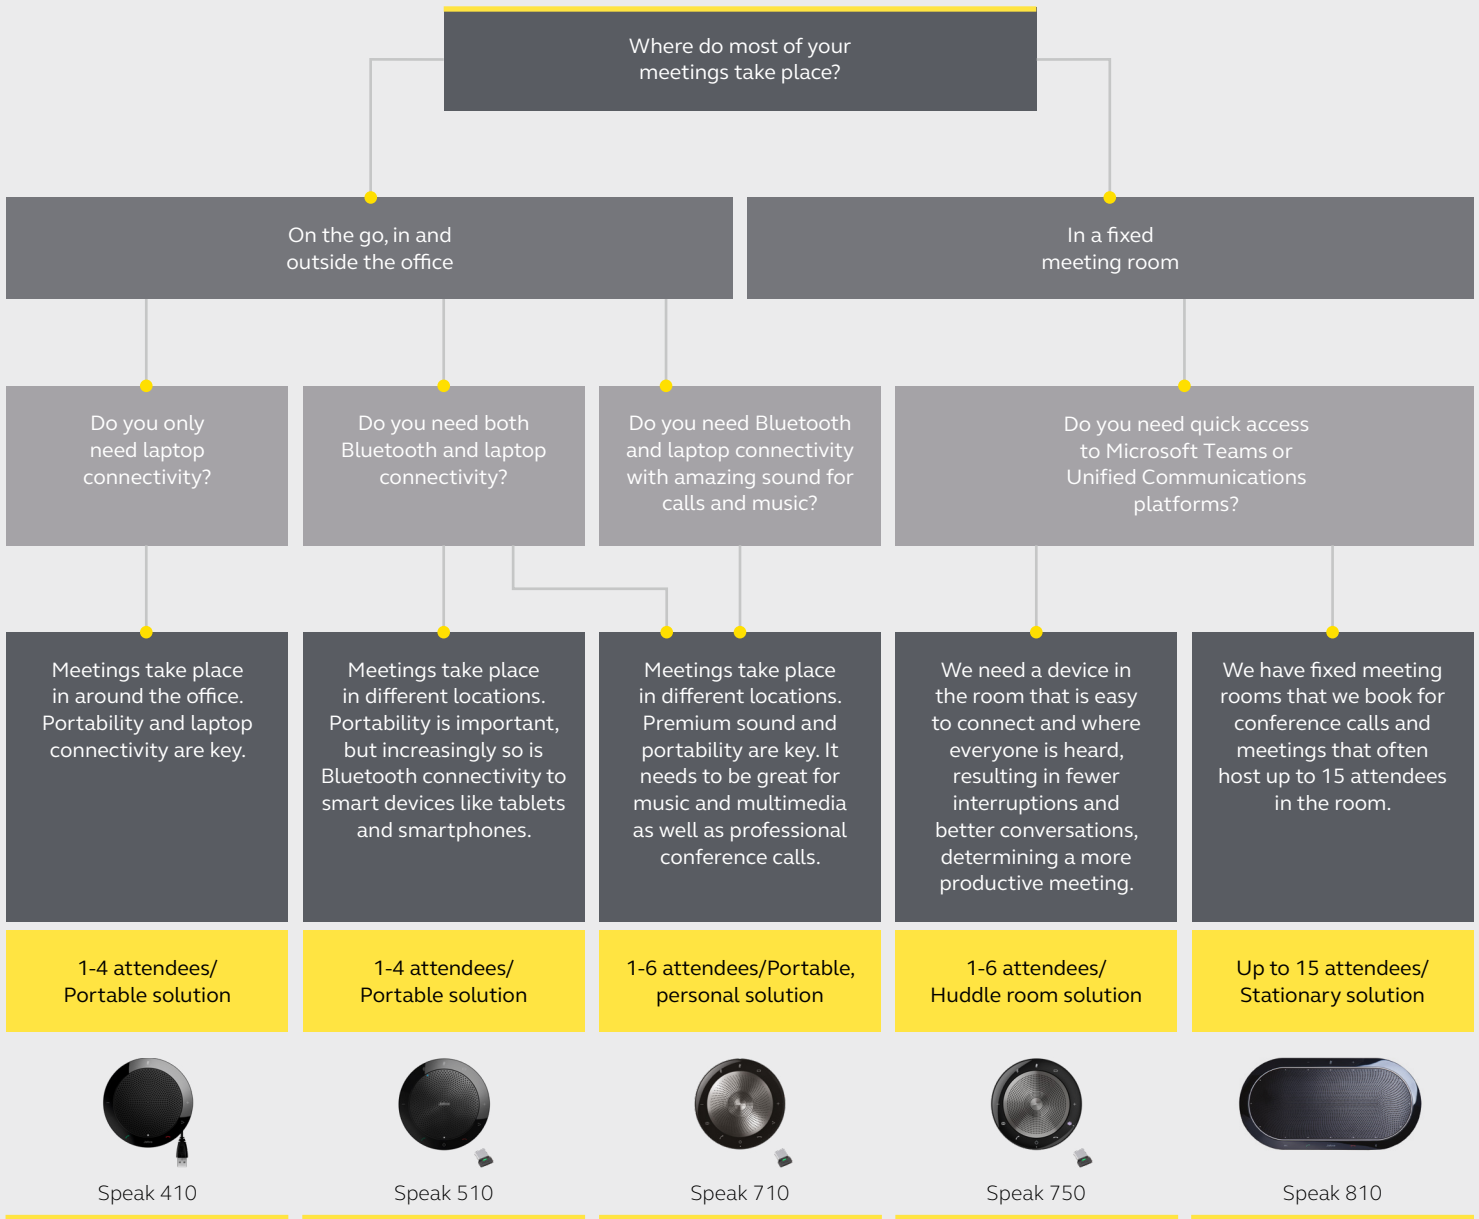 Where do most of your
meetings take place?
On the go, in and
outside the office
In a fixed
meeting room
Do you only
need laptop
connectivity?
Do you need both
Bluetooth and laptop
connectivity?
Do you need Bluetooth
and laptop connectivity
with amazing sound for
calls and music?
Do you need quick access
to Microsoft Teams or
Unified Communications
platforms?
Meetings take place
in around the office.
Portability and laptop
connectivity are key.
Meetings take place
in different locations.
Portability is important,
but increasingly so is
Bluetooth connectivity to
smart devices like tablets
and smartphones.
Meetings take place
in different locations.
Premium sound and
portability are key. It
needs to be great for
music and multimedia
as well as professional
conference calls.
We need a device in
the room that is easy
to connect and where
everyone is heard,
resulting in fewer
interruptions and
better conversations,
determining a more
productive meeting.
We have fixed meeting
rooms that we book for
conference calls and
meetings that often
host up to 15 attendees
in the room.
1-4 attendees/
Portable solution
1-4 attendees/
Portable solution
1-6 attendees/Portable,
personal solution
1-6 attendees/
Huddle room solution
Up to 15 attendees/
Stationary solution
Speak 410
Speak 510
Speak 710
Speak 750
Speak 810